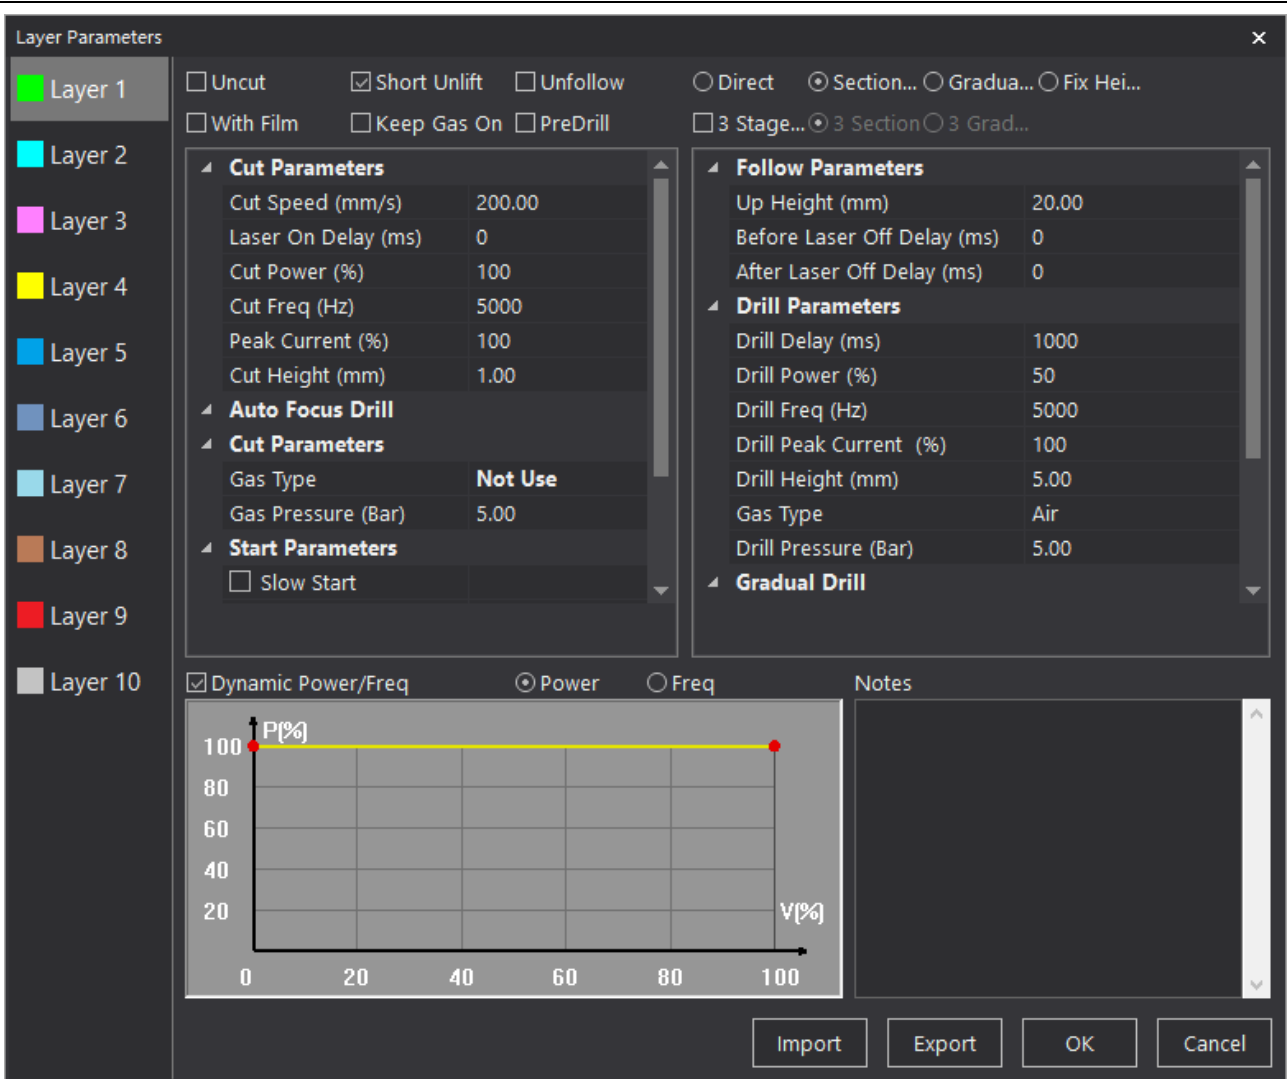 Layer Parameters
Layer 1
Layer 2
Layer 3
Layer 4
Layer 5
Layer 6
Layer 7
Layer 8
Layer 9
Layer 10
Uncut Short Unlift Unfollow
With Film Keep Gas On PreDrill
Direct Section... Gradua... Fix Hei...
3 Stage... 3 Section 3 Grad...
Cut Parameters
Cut Speed (mm/s) 200.00
Laser On Delay (ms) 0
Cut Power (%) 100
Cut Freq (Hz) 5000
Peak Current (%) 100
Cut Height (mm) 1.00
Auto Focus Drill
Cut Parameters
Gas Type Not Use
Gas Pressure (Bar) 5.00
Start Parameters
Slow Start
Follow Parameters
Up Height (mm) 20.00
Before Laser Off Delay (ms) 0
After Laser Off Delay (ms) 0
Drill Parameters
Drill Delay (ms) 1000
Drill Power (%) 50
Drill Freq (Hz) 5000
Drill Peak Current (%) 100
Drill Height (mm) 5.00
Gas Type Air
Drill Pressure (Bar) 5.00
Gradual Drill
Dynamic Power/Freq Power Freq
P(%)
100
80
60
40
20
V(%)
0 20 40 60 80 100
Notes
Import Export OK Cancel